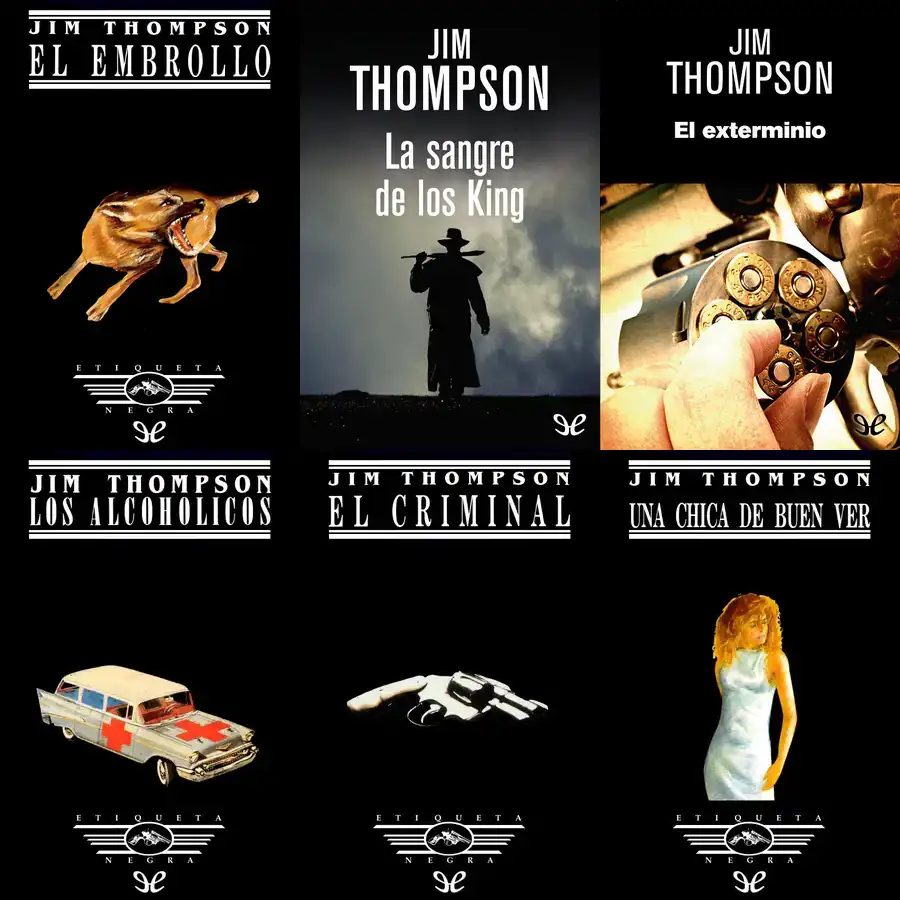 JIM THOMPSON
EL EMBROLLO
ETIQUETA
NEGRA
JIM
THOMPSON
La sangre
de los King
JIM
THOMPSON
El exterminio
JIM THOMPSON
LOS ALCOHOLICOS
ETIQUETA
NEGRA
JIM THOMPSON
EL CRIMINAL
ETIQUETA
NEGRA
JIM THOMPSON
UNA CHICA DE BUEN VER
ETIQUETA
NEGRA